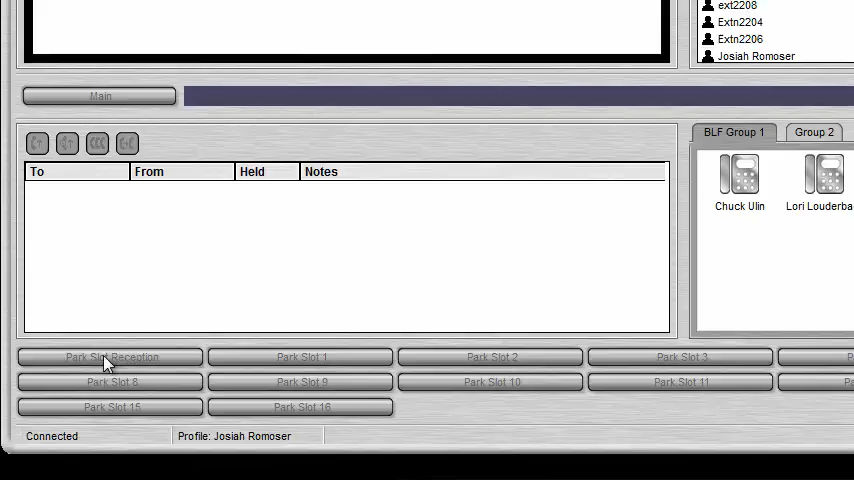 ext2208
Extn2204
Extn2206
Josiah Romoser
Main
BLF Group 1 Group 2
To From Held Notes
Chuck Ulin Lori Louderba
Park Slot Reception Park Slot 1 Park Slot 2 Park Slot 3 P
Park Slot 8 Park Slot 9 Park Slot 10 Park Slot 11 Pa
Park Slot 15 Park Slot 16
Connected Profile: Josiah Romoser